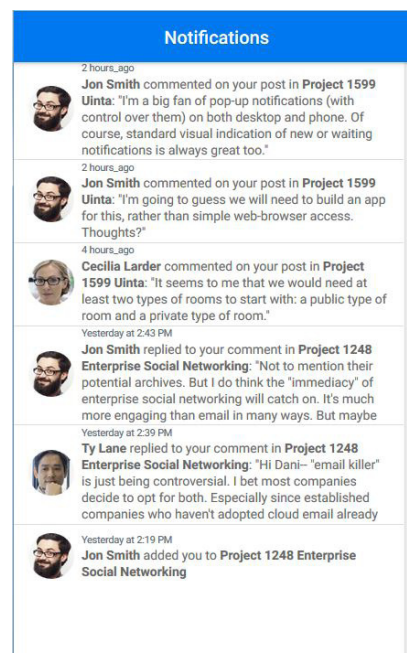 Notifications
2 hours_ago
Jon Smith commented on your post in Project 1599
Uinta: "I'm a big fan of pop-up notifications (with
control over them) on both desktop and phone. Of
course, standard visual indication of new or waiting
notifications is always great too."
2 hours_ago
Jon Smith commented on your post in Project 1599
Uinta: "I'm going to guess we will need to build an app
for this, rather than simple web-browser access.
Thoughts?"
4 hours_ago
Cecilia Larder commented on your post in Project
1599 Uinta: "It seems to me that we would need at
least two types of rooms to start with: a public type of
room and a private type of room."
Yesterday at 2:43 PM
Jon Smith replied to your comment in Project 1248
Enterprise Social Networking: "Not to mention their
potential archives. But I do think the "immediacy" of
enterprise social networking will catch on. It's much
more engaging than email in many ways. But maybe
Yesterday at 2:39 PM
Ty Lane replied to your comment in Project 1248
Enterprise Social Networking: "Hi Dani-- "email killer"
is just being controversial. I bet most companies
decide to opt for both. Especially since established
companies who haven't adopted cloud email already
Yesterday at 2:19 PM
Jon Smith added you to Project 1248 Enterprise
Social Networking